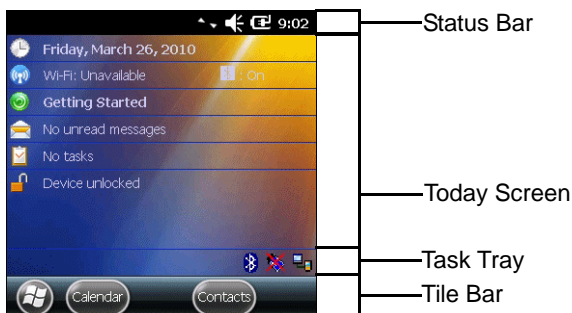 9:02
Status Bar
Friday, March 26, 2010
Wi-Fi: Unavailable : On
Getting Started
No unread messages
No tasks
Device unlocked
Today Screen
Task Tray
Calendar Contacts
Tile Bar